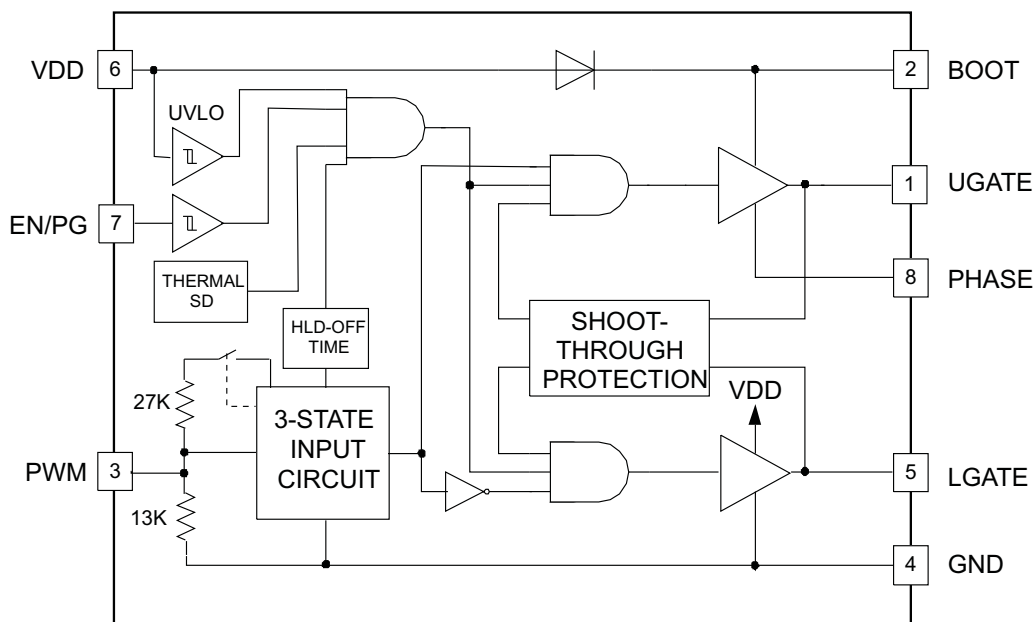 VDD
6
2
BOOT
UVLO
1
UGATE
EN/PG
7
THERMAL
SD
8
PHASE
HLD-OFF
TIME
SHOOT-
THROUGH
PROTECTION
27K
VDD
3-STATE
INPUT
CIRCUIT
PWM
3
5
LGATE
13K
4
GND